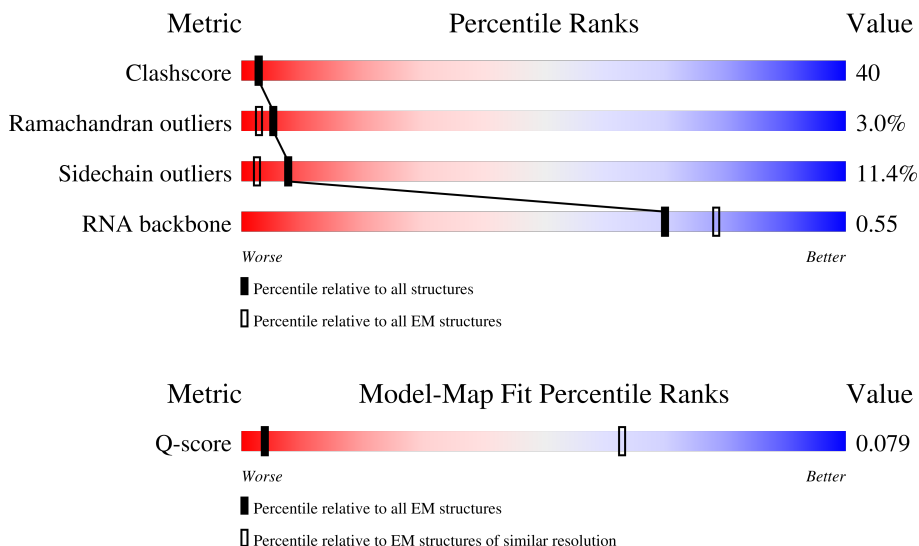 Metric Percentile Ranks Value
Clashscore 40
Ramachandran outliers 3.0%
Sidechain outliers 11.4%
RNA backbone 0.55
Worse Better
Percentile relative to all structures
Percentile relative to all EM structures
Metric Model-Map Fit Percentile Ranks Value
Q-score 0.079
Worse Better
Percentile relative to all EM structures
Percentile relative to EM structures of similar resolution